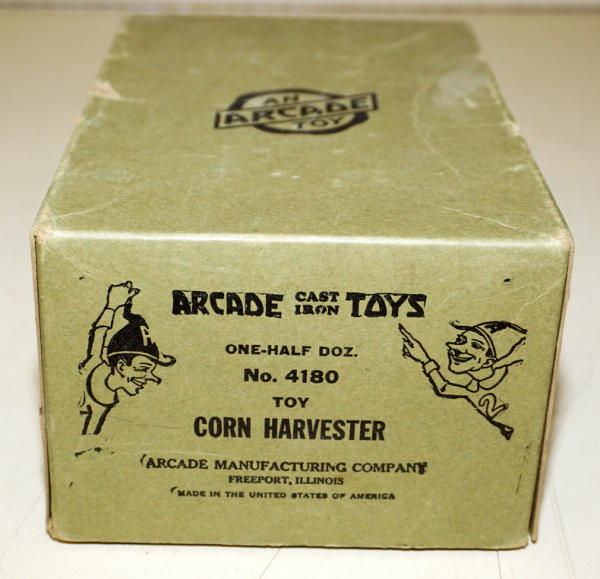 AN
ARCADE
TOY
ARCADE CAST IRON TOYS
ONE-HALF DOZ.
No. 4180
TOY
CORN HARVESTER
ARCADE MANUFACTURING COMPANY
FREEPORT, ILLINOIS
MADE IN THE UNITED STATES OF AMERICA